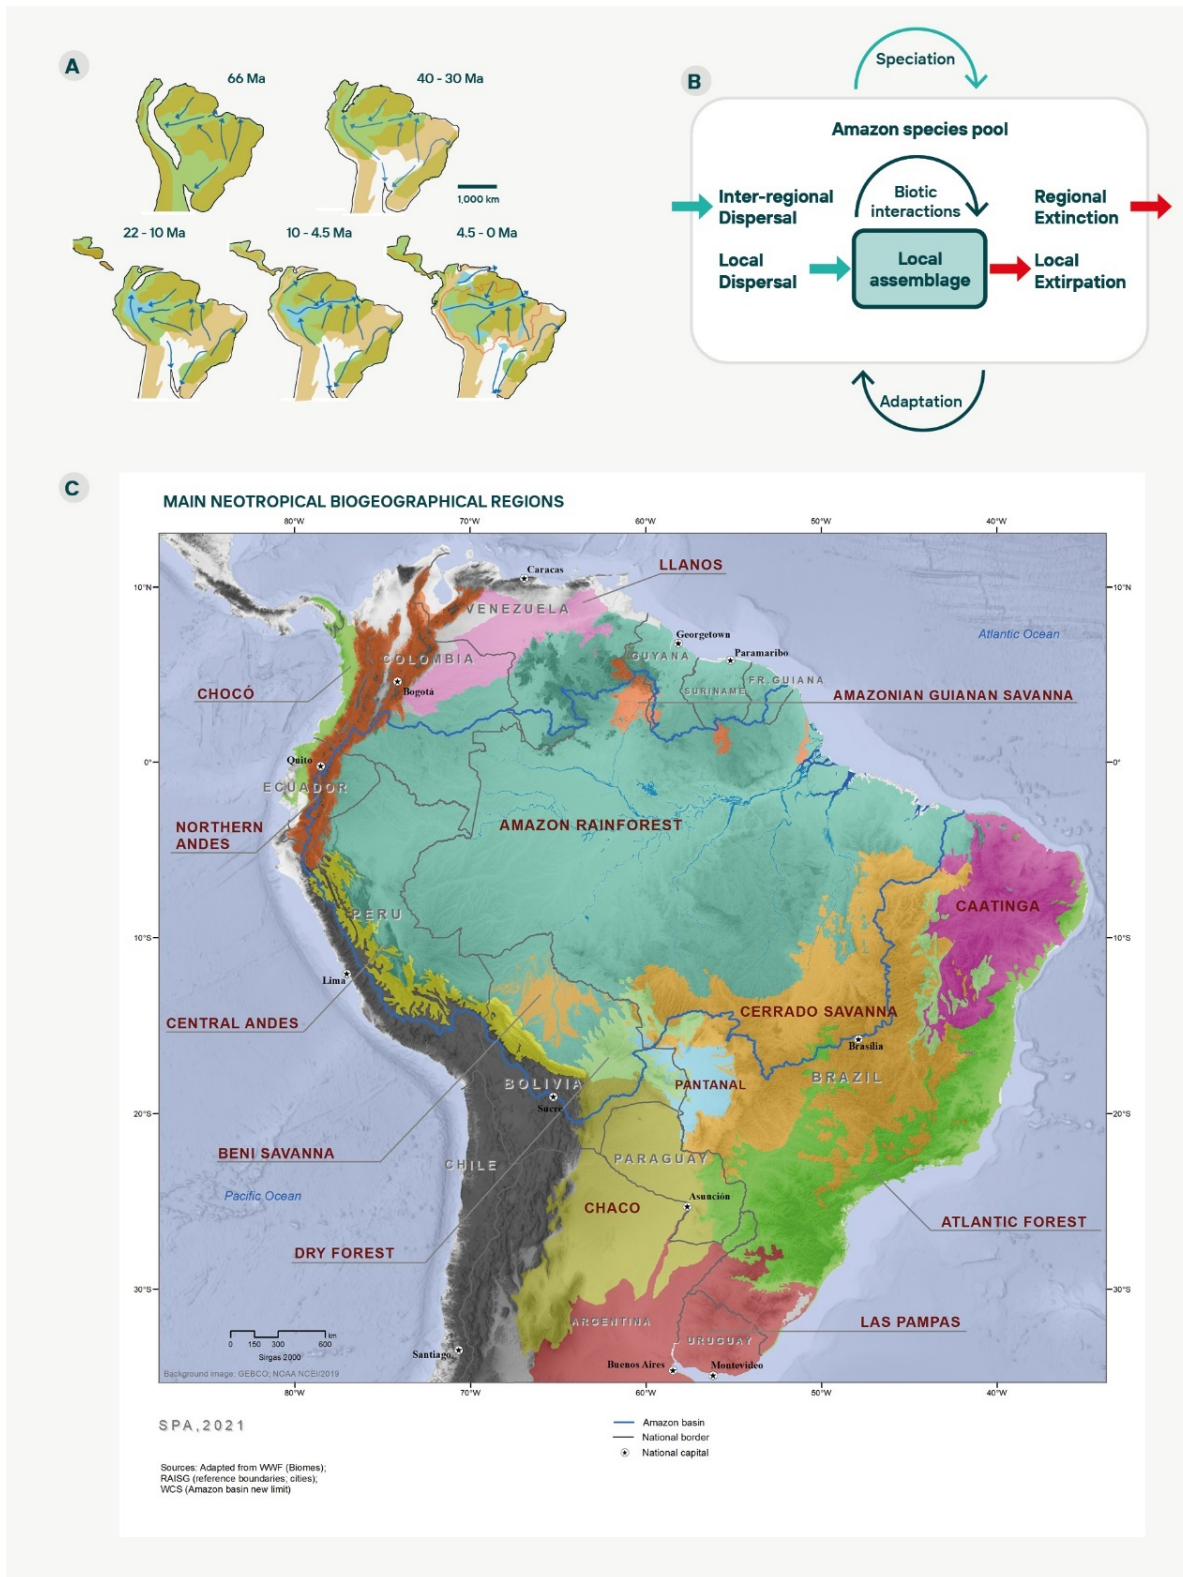 A
66 Ma
40 - 30 Ma
1,000 km
22 - 10 Ma
10 - 4.5 Ma
4.5 - 0 Ma
B
Speciation
Amazon species pool
Inter-regional
Dispersal
Biotic
interactions
Regional
Extinction
Local
Dispersal
Local
assemblage
Local
Extirpation
Adaptation
C
MAIN NEOTROPICAL BIOGEOGRAPHICAL REGIONS
80°W
70°W
60°W
50°W
40°W
10°N
10°N
Caracas
LLANOS
VENEZUELA
Georgetown
Paramaribo
Atlantic Ocean
GUYANA
COLOMBIA
SURINAME
FR.GUIANA
CHOCÓ
Bogotá
AMAZONIAN GUIANAN SAVANNA
0°
0°
Quito
ECUADOR
NORTHERN
ANDES
AMAZON RAINFOREST
CAATINGA
PERU
10°S
10°S
Lima
CENTRAL ANDES
CERRADO SAVANNA
Brasília
BRAZIL
BOLIVIA
PANTANAL
Sucre
20°S
20°S
BENI SAVANNA
CHILE
PARAGUAY
Pacific Ocean
Asunción
CHACO
ATLANTIC FOREST
DRY FOREST
30°S
30°S
ARGENTINA
LAS PAMPAS
URUGUAY
0 150 300 600 km
Sirgas 2000
Santiago
Buenos Aires
Montevideo
Background image: GEBCO; NOAA NCEI/2019
80°W
70°W
60°W
50°W
40°W
SPA,2021
Amazon basin
National border
National capital
Sources: Adapted from WWF (Biomes);
RAISG (reference boundaries; cities);
WCS (Amazon basin new limit)